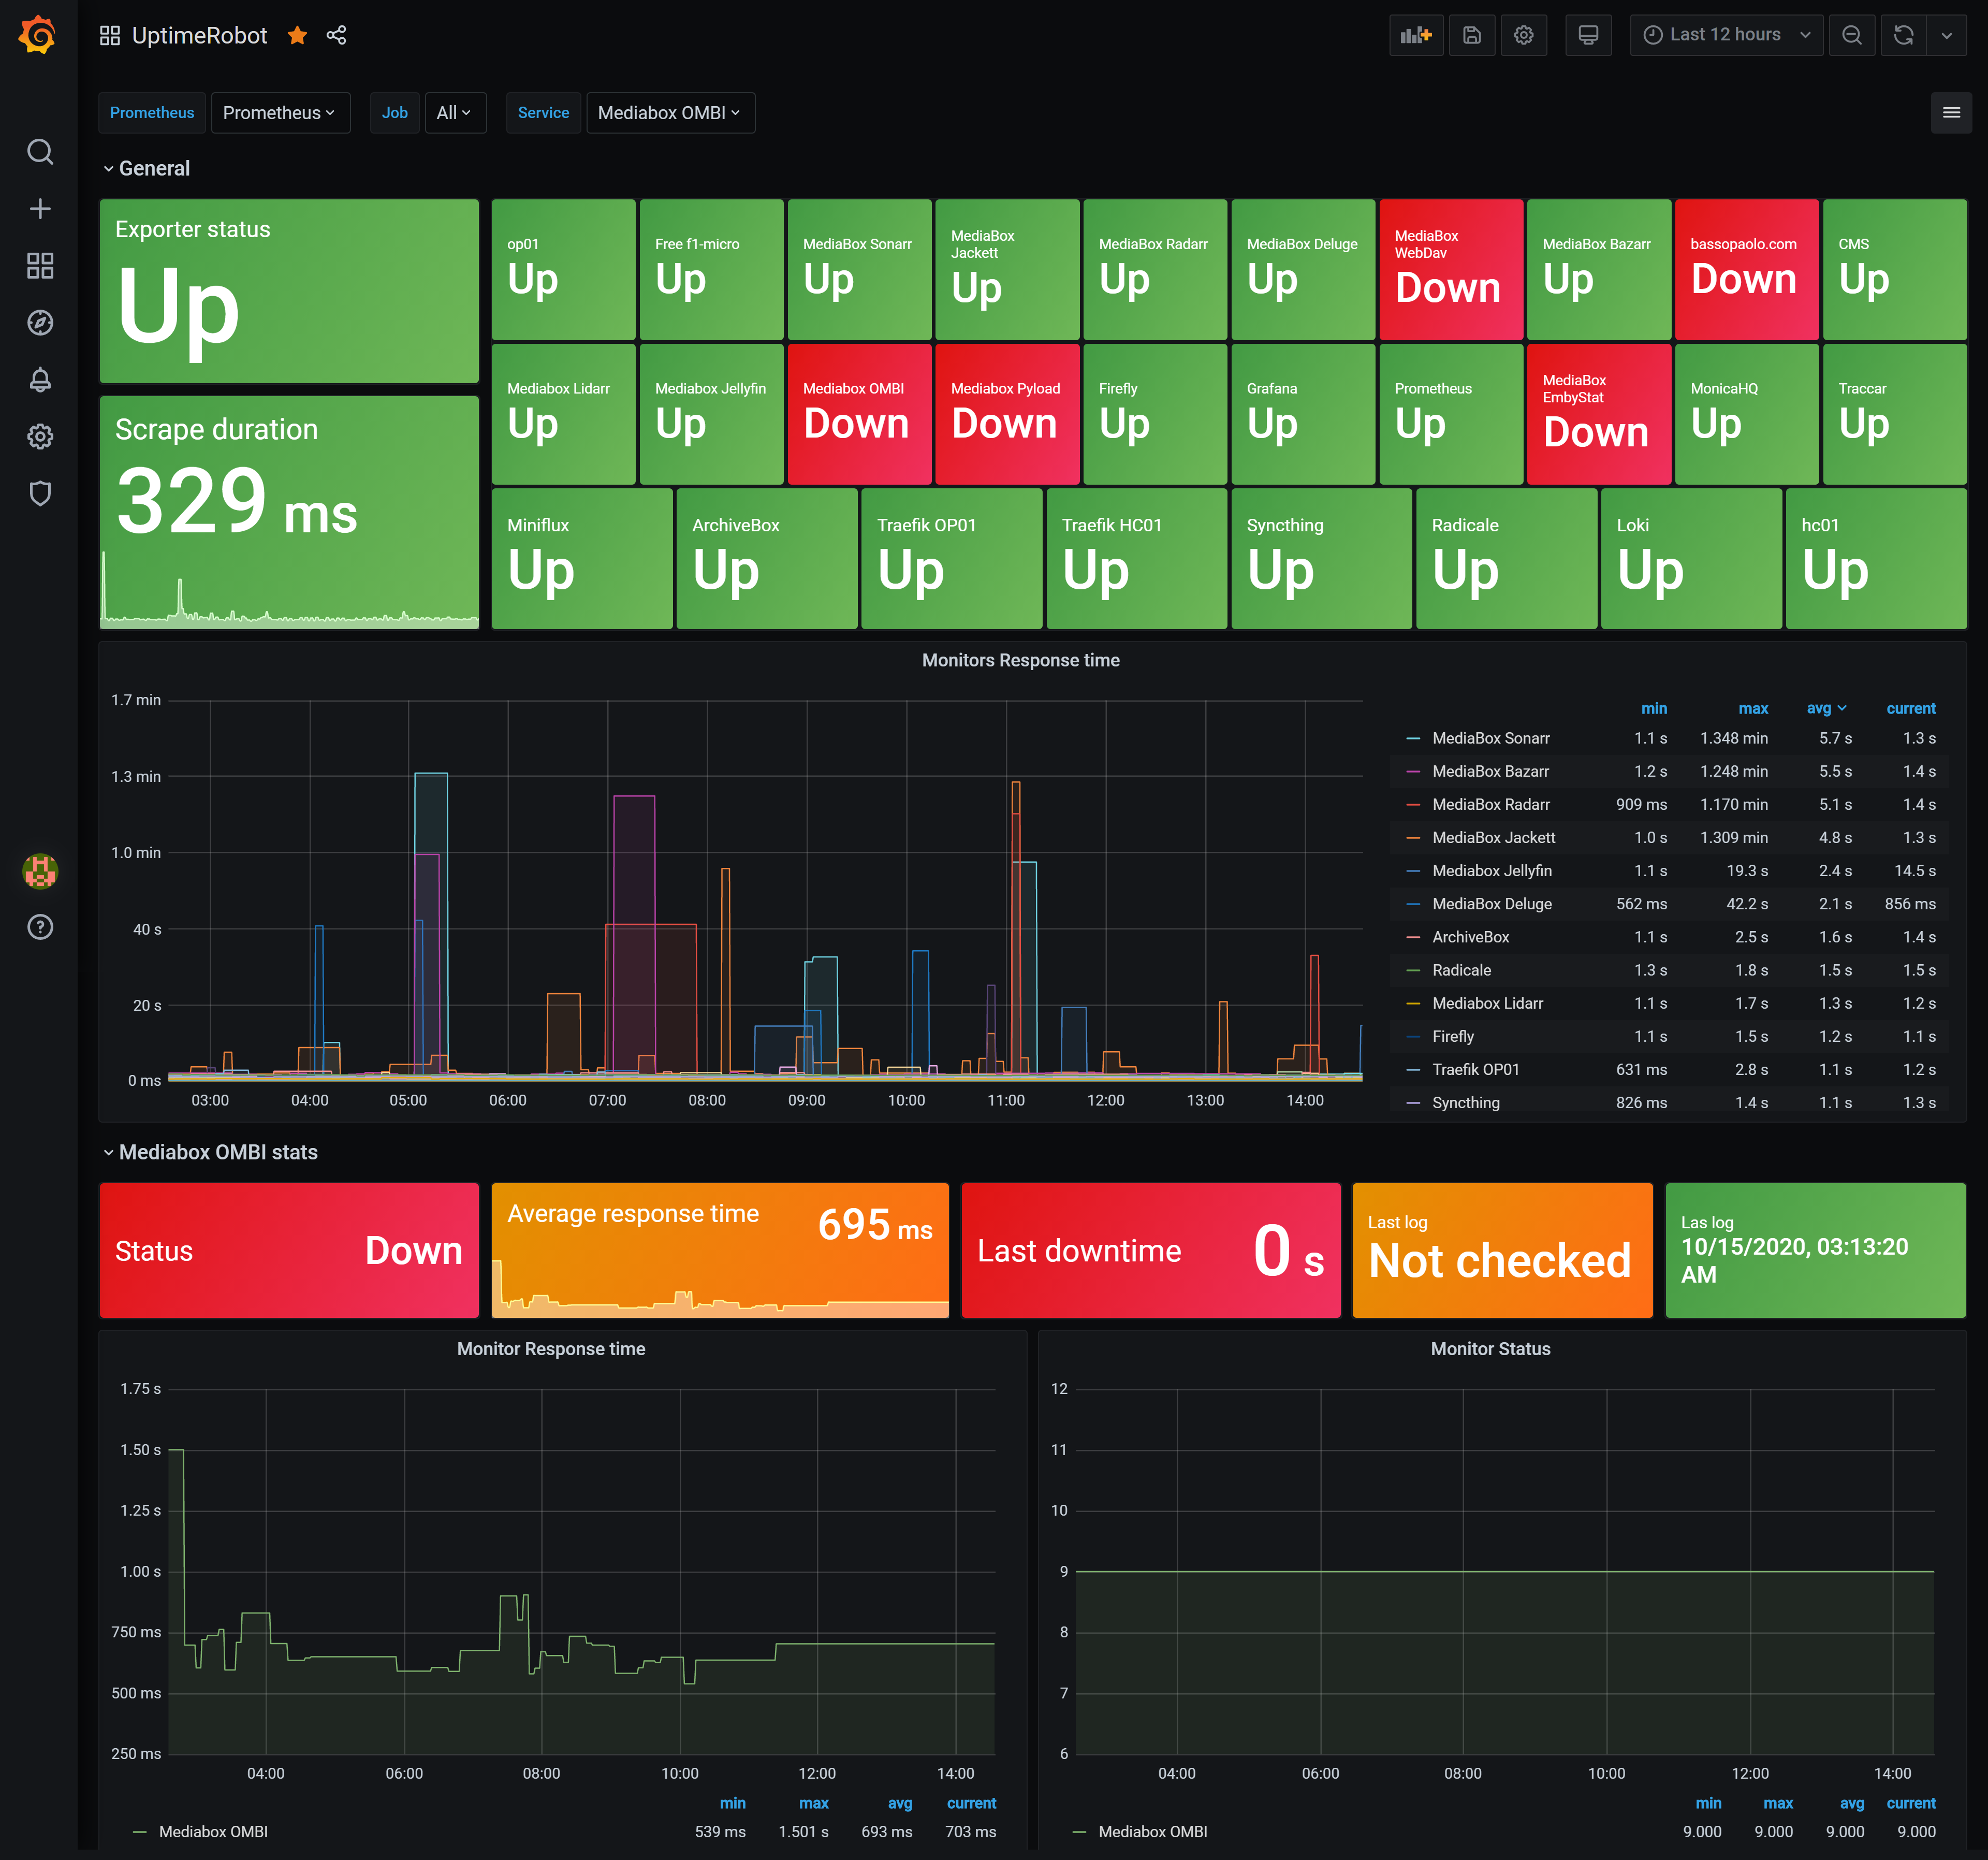 UptimeRobot
Last 12 hours
Prometheus Prometheus Job All Service Mediabox OMBI
General
Exporter status
Up
Scrape duration
329 ms
op01
Up
Free f1-micro
Up
MediaBox Sonarr
Up
MediaBox
Jackett
Up
MediaBox Radarr
Up
MediaBox Deluge
Up
MediaBox
WebDav
Down
MediaBox Bazarr
Up
bassopaolo.com
Down
CMS
Up
Mediabox Lidarr
Up
Mediabox Jellyfin
Up
Mediabox OMBI
Down
Mediabox Pyload
Down
Firefly
Up
Grafana
Up
Prometheus
Up
MediaBox
EmbyStat
Down
MonicaHQ
Up
Traccar
Up
Miniflux
Up
ArchiveBox
Up
Traefik OP01
Up
Traefik HC01
Up
Syncthing
Up
Radicale
Up
Loki
Up
hc01
Up
Monitors Response time
1.7 min
1.3 min
1.0 min
40 s
20 s
0 ms
03:00 04:00 05:00 06:00 07:00 08:00 09:00 10:00 11:00 12:00 13:00 14:00
min max avg current
MediaBox Sonarr 1.1 s 1.348 min 5.7 s 1.3 s
MediaBox Bazarr 1.2 s 1.248 min 5.5 s 1.4 s
MediaBox Radarr 909 ms 1.170 min 5.1 s 1.4 s
MediaBox Jackett 1.0 s 1.309 min 4.8 s 1.3 s
Mediabox Jellyfin 1.1 s 19.3 s 2.4 s 14.5 s
MediaBox Deluge 562 ms 42.2 s 2.1 s 856 ms
ArchiveBox 1.1 s 2.5 s 1.6 s 1.4 s
Radicale 1.3 s 1.8 s 1.5 s 1.5 s
Mediabox Lidarr 1.1 s 1.7 s 1.3 s 1.2 s
Firefly 1.1 s 1.5 s 1.2 s 1.1 s
Traefik OP01 631 ms 2.8 s 1.1 s 1.2 s
Syncthing 826 ms 1.4 s 1.1 s 1.3 s
Mediabox OMBI stats
Status Down
Average response time 695 ms
Last downtime 0 s
Last log
Not checked
Las log
10/15/2020, 03:13:20
AM
Monitor Response time
1.75 s
1.50 s
1.25 s
1.00 s
750 ms
500 ms
250 ms
04:00 06:00 08:00 10:00 12:00 14:00
min max avg current
Mediabox OMBI 539 ms 1.501 s 693 ms 703 ms
Monitor Status
12
11
10
9
8
7
6
04:00 06:00 08:00 10:00 12:00 14:00
min max avg current
Mediabox OMBI 9.000 9.000 9.000 9.000